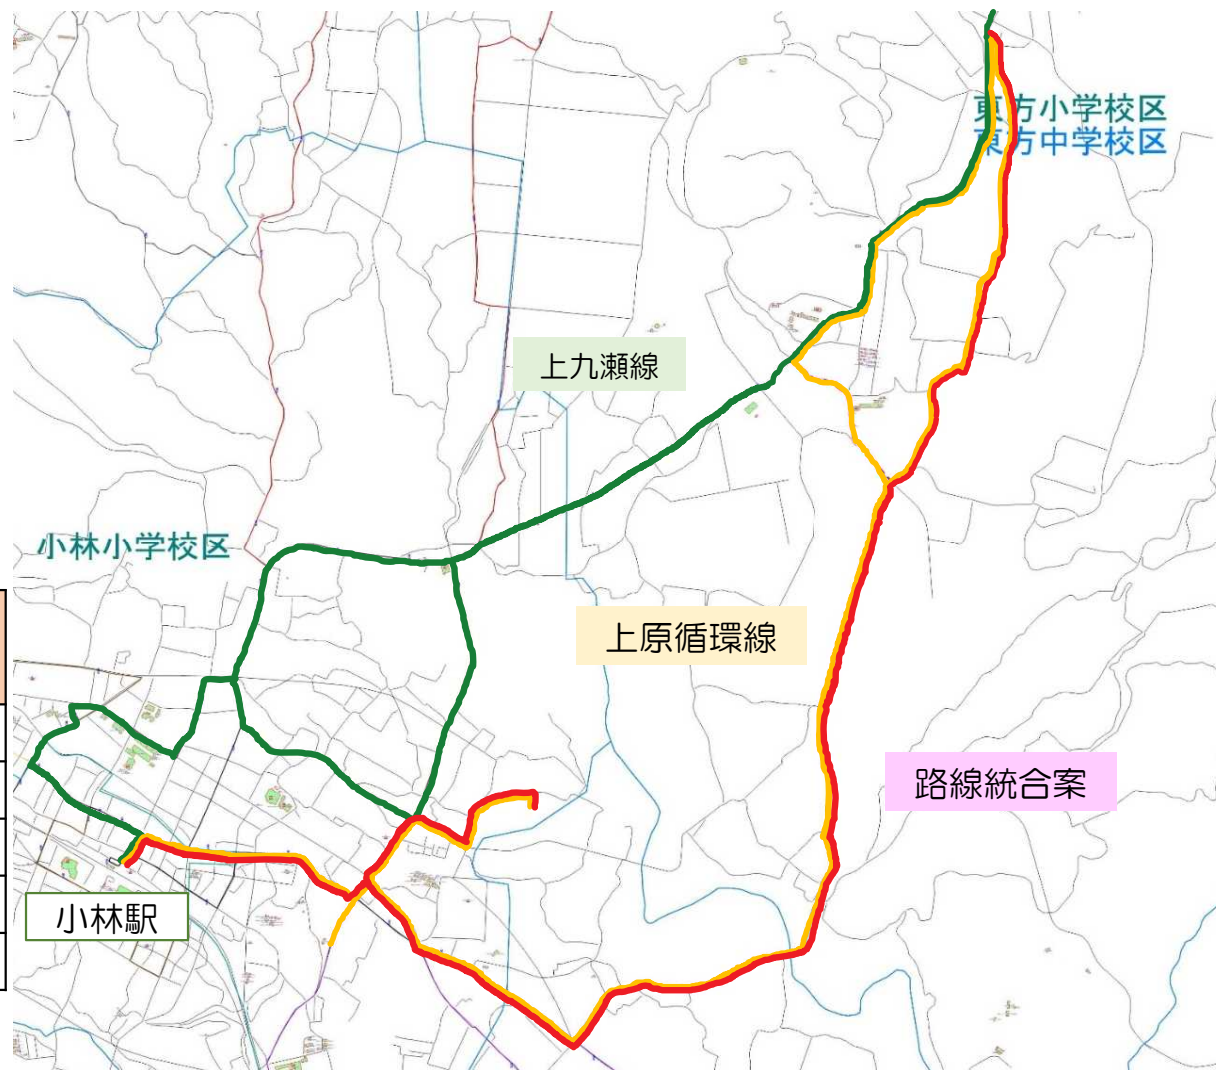 東方小学校区
東方中学校区
上九瀬線
小林小学校区
上原循環線
路線統合案
小林駅